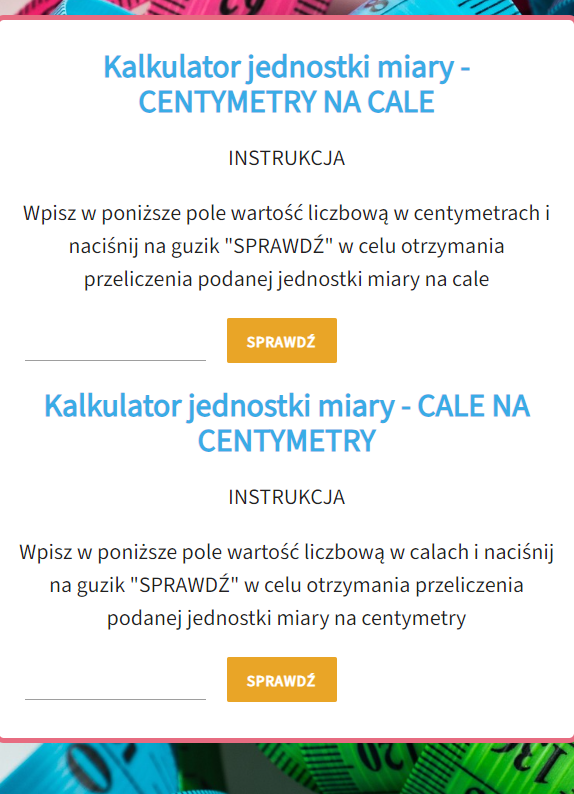 Kalkulator jednostki miary -
CENTYMETRY NA CALE
INSTRUKCJA
Wpisz w poniższe pole wartość liczbową w centymetrach i
naciśnij na guzik "SPRAWDŹ" w celu otrzymania
przeliczenia podanej jednostki miary na cale
SPRAWDŹ
Kalkulator jednostki miary - CALE NA
CENTYMETRY
INSTRUKCJA
Wpisz w poniższe pole wartość liczbową w calach i naciśnij
na guzik "SPRAWDŹ" w celu otrzymania przeliczenia
podanej jednostki miary na centymetry
SPRAWDŹ